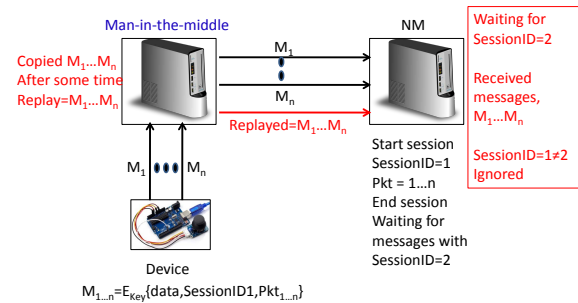 Man-in-the-middle
NM
Copied M1...Mn
After some time
Replay=M1...Mn
M1
Mn
Replayed=M1...Mn
Waiting for
SessionID=2
Received
messages,
M1...Mn
SessionID=1≠2
Ignored
M1
Mn
Start session
SessionID=1
Pkt = 1...n
End session
Waiting for
messages with
SessionID=2
Device
M1...n=EKey{data,SessionID1,Pkt1...n}